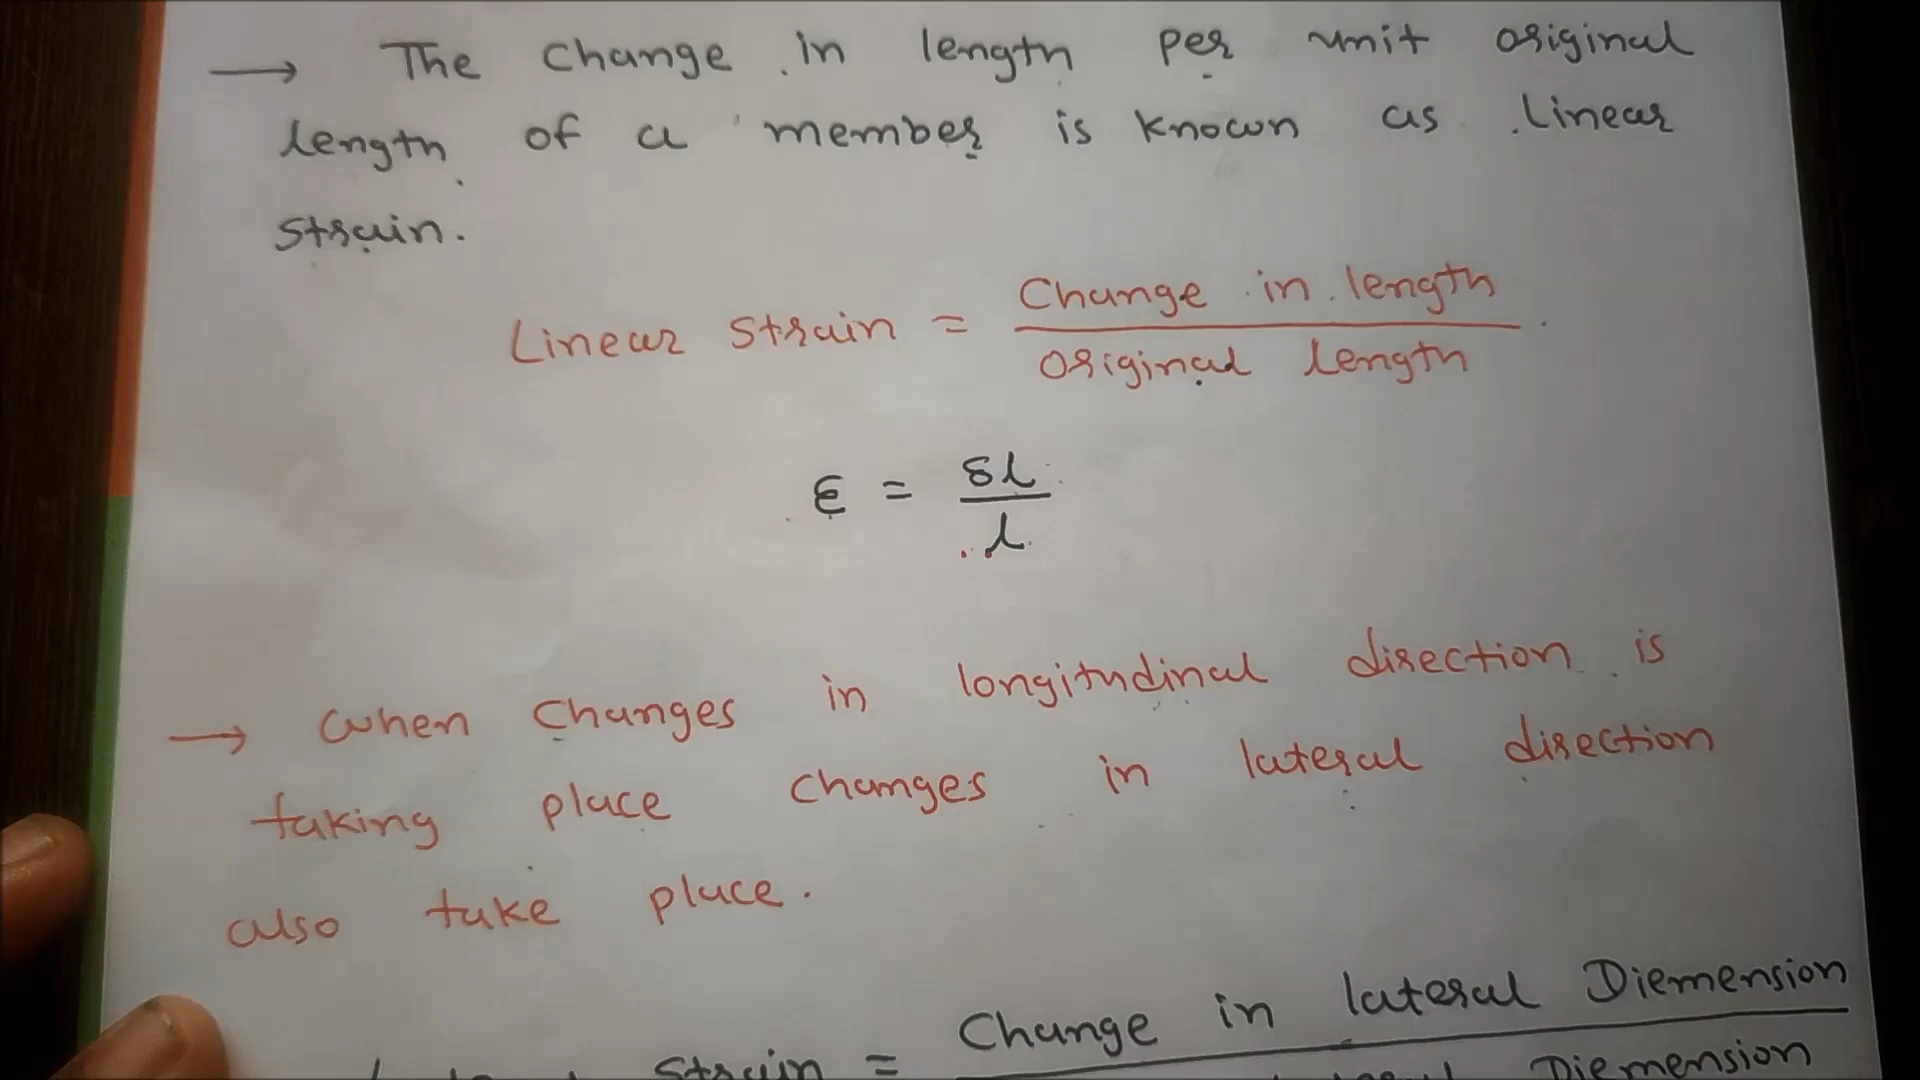 → The Change in length per unit original
length of a member is known as linear
strain.
Linear strain = Change in length
original length
ε = δl
l
→ when changes in longitudinal direction is
taking place changes in lateral direction
also take place.
Change in lateral Diemension
strain =
Diemension